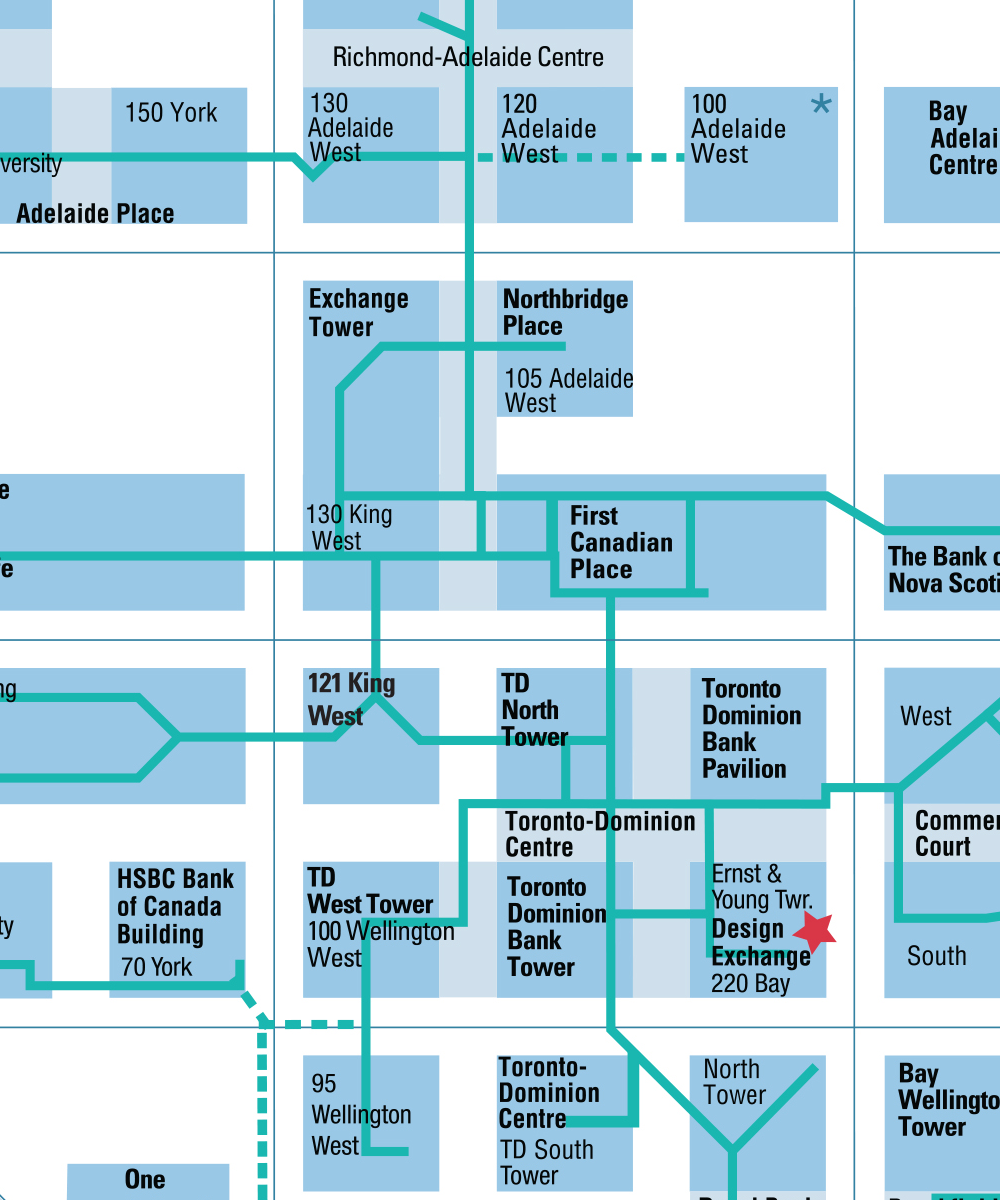 Richmond-Adelaide Centre
150 York
130
Adelaide
West
120
Adelaide
West
100
Adelaide
West
*
Bay
Adelai
Centre
versity
Adelaide Place
Exchange
Tower
Northbridge
Place
105 Adelaide
West
e
130 King
West
First
Canadian
Place
The Bank o
Nova Scoti
e
ng
121 King
West
TD
North
Tower
Toronto
Dominion
Bank
Pavilion
West
Toronto-Dominion
Centre
Commer
Court
HSBC Bank
of Canada
Building
70 York
ty
TD
West Tower
100 Wellington
West
Toronto
Dominion
Bank
Tower
Ernst &
Young Twr.
Design
Exchange
220 Bay
South
95
Wellington
West
Toronto-
Dominion
Centre
TD South
Tower
North
Tower
Bay
Wellingto
Tower
One